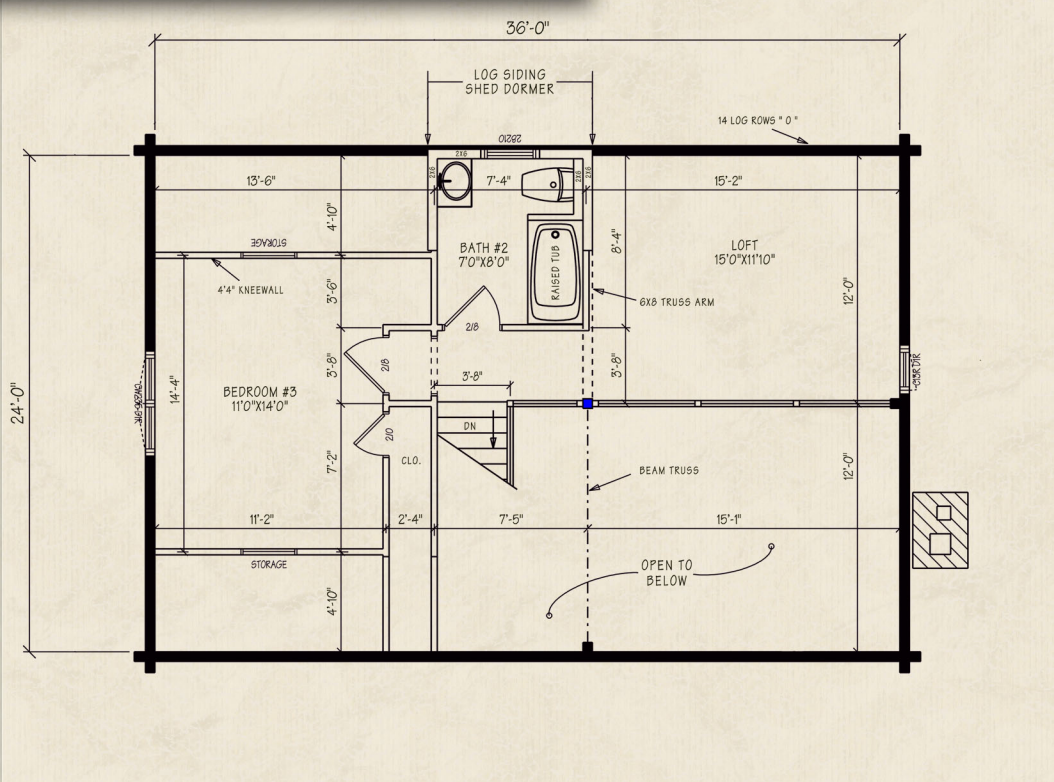 36'-0"
LOG SIDING
SHED DORMER
14 LOG ROWS " 0 "
28210
2X6
2X6
2X6
2X6
13'-6"
7'-4"
15'-2"
4'-10"
STORAGE
8'-4"
BATH #2
7'0"X8'0"
RAISED TUB
LOFT
15'0"X11'10"
4'4" KNEEWALL
3'-6"
6X8 TRUSS ARM
12'-0"
2/8
3'-8"
2/8
3'-8"
3'-8"
14'-4"
24'-0"
BEDROOM #3
11'0"X14'0"
2/0
DN
CLO.
7'-2"
BEAM TRUSS
12'-0"
11'-2"
2'-4"
7'-5"
15'-1"
STORAGE
OPEN TO
BELOW
4'-10"